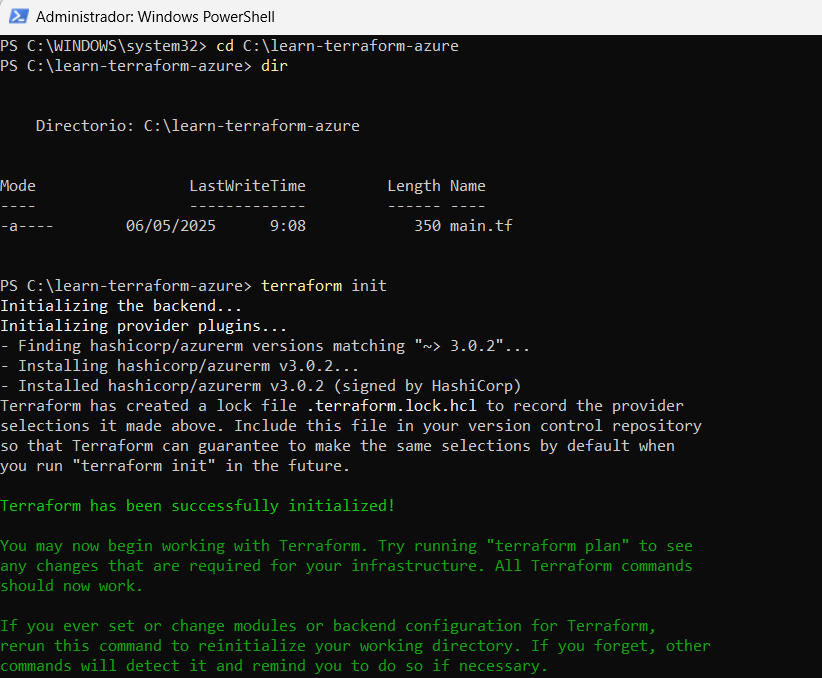 Administrador: Windows PowerShell
PS C:\WINDOWS\system32> cd C:\learn-terraform-azure
PS C:\learn-terraform-azure> dir
Directorio: C:\learn-terraform-azure
Mode                 LastWriteTime         Length Name
----                 -------------         ------ ----
-a----        06/05/2025      9:08            350 main.tf
PS C:\learn-terraform-azure> terraform init
Initializing the backend...
Initializing provider plugins...
- Finding hashicorp/azurerm versions matching "~> 3.0.2"...
- Installing hashicorp/azurerm v3.0.2...
- Installed hashicorp/azurerm v3.0.2 (signed by HashiCorp)
Terraform has created a lock file .terraform.lock.hcl to record the provider
selections it made above. Include this file in your version control repository
so that Terraform can guarantee to make the same selections by default when
you run "terraform init" in the future.
Terraform has been successfully initialized!
You may now begin working with Terraform. Try running "terraform plan" to see
any changes that are required for your infrastructure. All Terraform commands
should now work.
If you ever set or change modules or backend configuration for Terraform,
rerun this command to reinitialize your working directory. If you forget, other
commands will detect it and remind you to do so if necessary.